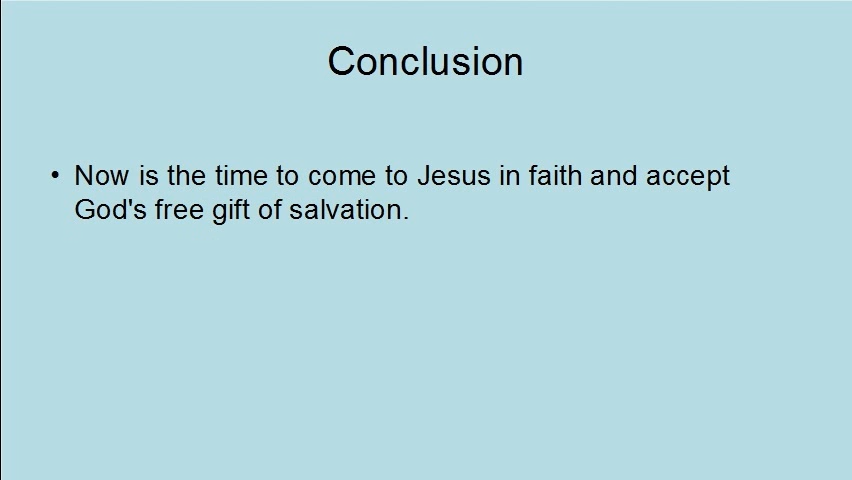 Conclusion
• Now is the time to come to Jesus in faith and accept
God's free gift of salvation.